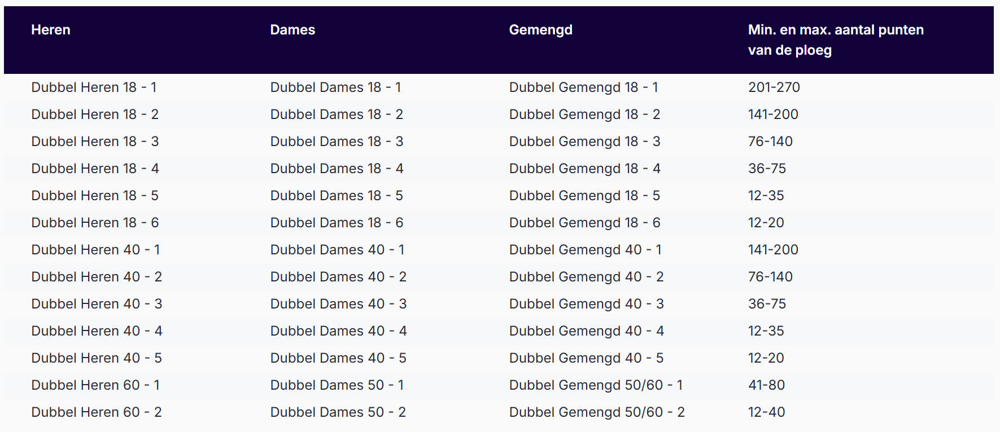 Heren Dames Gemengd Min. en max. aantal punten
van de ploeg
Dubbel Heren 18 - 1 Dubbel Dames 18 - 1 Dubbel Gemengd 18 - 1 201-270
Dubbel Heren 18 - 2 Dubbel Dames 18 - 2 Dubbel Gemengd 18 - 2 141-200
Dubbel Heren 18 - 3 Dubbel Dames 18 - 3 Dubbel Gemengd 18 - 3 76-140
Dubbel Heren 18 - 4 Dubbel Dames 18 - 4 Dubbel Gemengd 18 - 4 36-75
Dubbel Heren 18 - 5 Dubbel Dames 18 - 5 Dubbel Gemengd 18 - 5 12-35
Dubbel Heren 18 - 6 Dubbel Dames 18 - 6 Dubbel Gemengd 18 - 6 12-20
Dubbel Heren 40 - 1 Dubbel Dames 40 - 1 Dubbel Gemengd 40 - 1 141-200
Dubbel Heren 40 - 2 Dubbel Dames 40 - 2 Dubbel Gemengd 40 - 2 76-140
Dubbel Heren 40 - 3 Dubbel Dames 40 - 3 Dubbel Gemengd 40 - 3 36-75
Dubbel Heren 40 - 4 Dubbel Dames 40 - 4 Dubbel Gemengd 40 - 4 12-35
Dubbel Heren 40 - 5 Dubbel Dames 40 - 5 Dubbel Gemengd 40 - 5 12-20
Dubbel Heren 60 - 1 Dubbel Dames 50 - 1 Dubbel Gemengd 50/60 - 1 41-80
Dubbel Heren 60 - 2 Dubbel Dames 50 - 2 Dubbel Gemengd 50/60 - 2 12-40